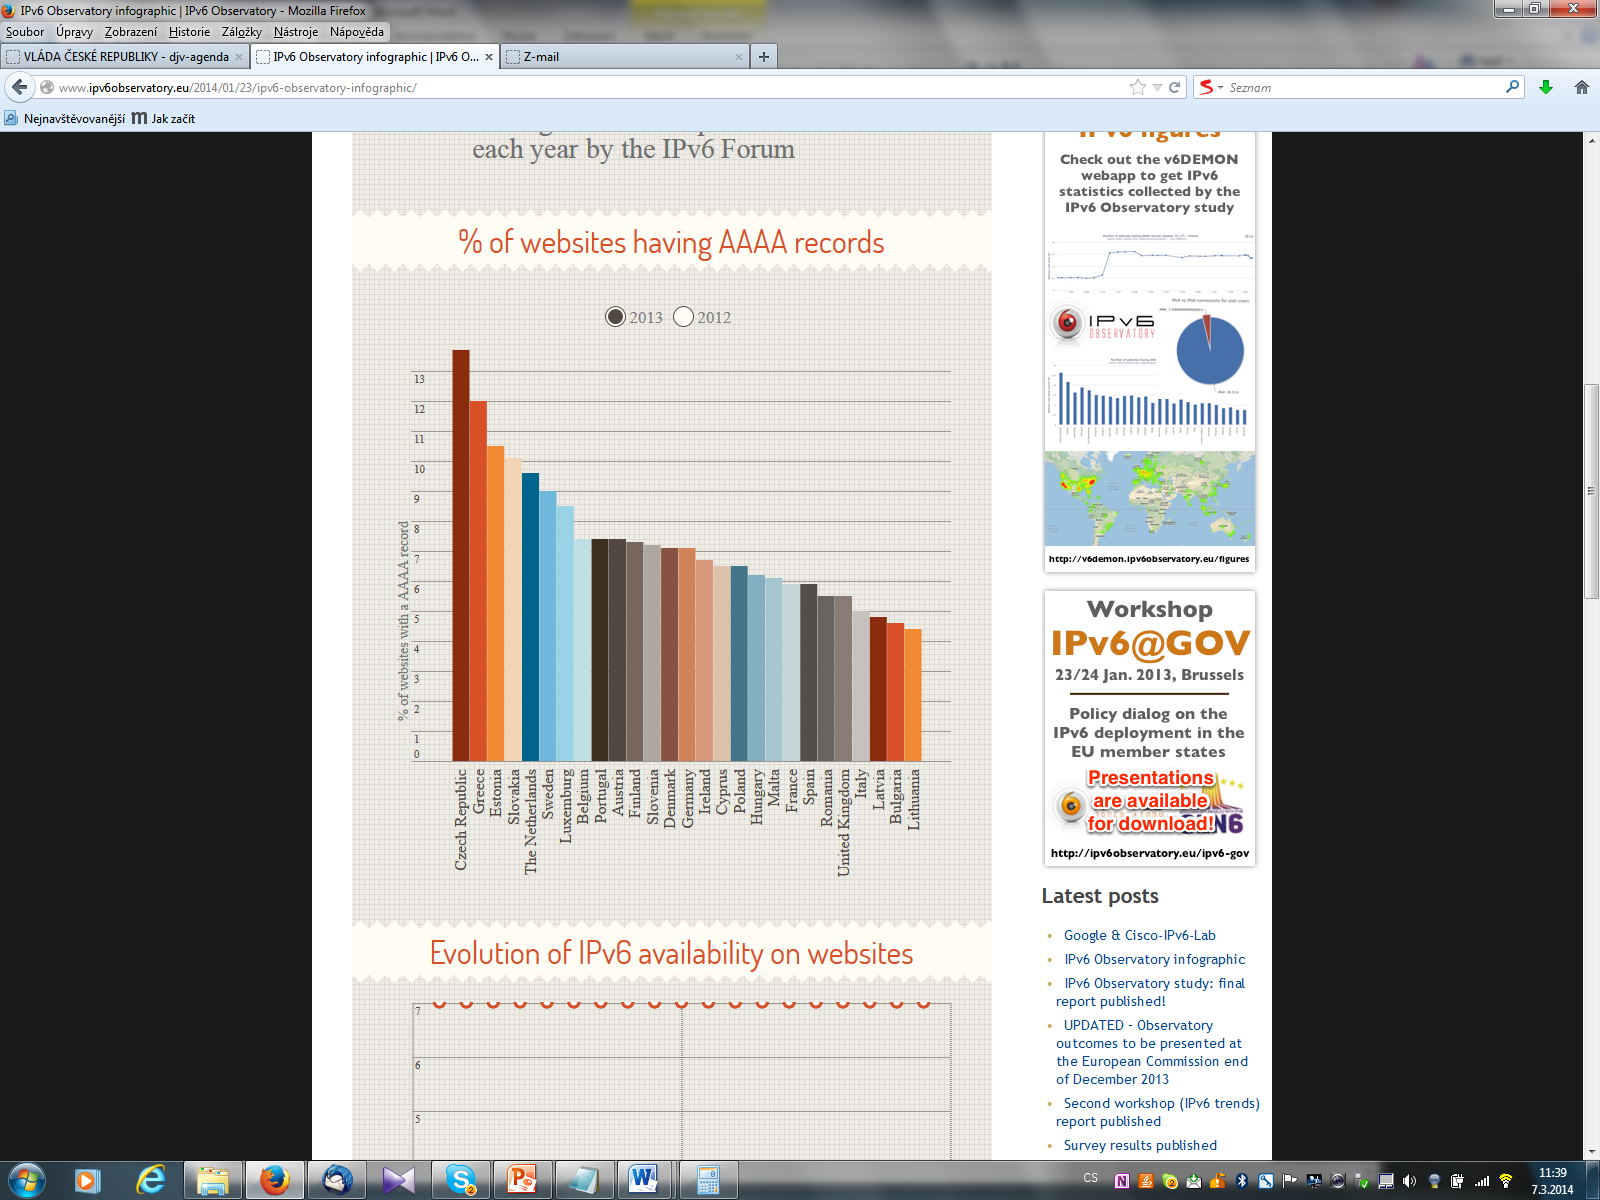 IPv6 Observatory infographic | IPv6 Observatory - Mozilla Firefox
Soubor Úpravy Zobrazení Historie Záložky Nástroje Nápověda
VLÁDA ČESKÉ REPUBLIKY - djv-agenda
IPv6 Observatory infographic | IPv6 O...
Z-mail
www.ipv6observatory.eu/2014/01/23/ipv6-observatory-infographic/
Seznam
Nejnavštěvovanější
Jak začít
each year by the IPv6 Forum
% of websites having AAAA records
2013
2012
13
12
11
10
9
8
7
6
5
4
3
2
1
0
% of websites with a AAAA record
Czech Republic
Greece
Estonia
Slovakia
The Netherlands
Sweden
Luxemburg
Belgium
Portugal
Austria
Finland
Slovenia
Denmark
Germany
Ireland
Cyprus
Poland
Hungary
Malta
France
Spain
Romana
United Kingdom
Italy
Latvia
Bulgaria
Lithuania
Evolution of IPv6 availability on websites
7
6
5
IPv6 figures
Check out the v6DEMON
webapp to get IPv6
statistics collected by the
IPv6 Observatory study
IPv6
OBSERVATORY
http://v6demon.ipv6observatory.eu/figures
Workshop
IPv6@GOV
23/24 Jan. 2013, Brussels
Policy dialog on the
IPv6 deployment in the
EU member states
Presentations
are available
for download!
http://ipv6observatory.eu/ipv6-gov
Latest posts
Google & Cisco-IPv6-Lab
IPv6 Observatory infographic
IPv6 Observatory study: final
report published!
UPDATED - Observatory
outcomes to be presented at
the European Commission end
of December 2013
Second workshop (IPv6 trends)
report published
Survey results published
CS
11:39
7.3.2014